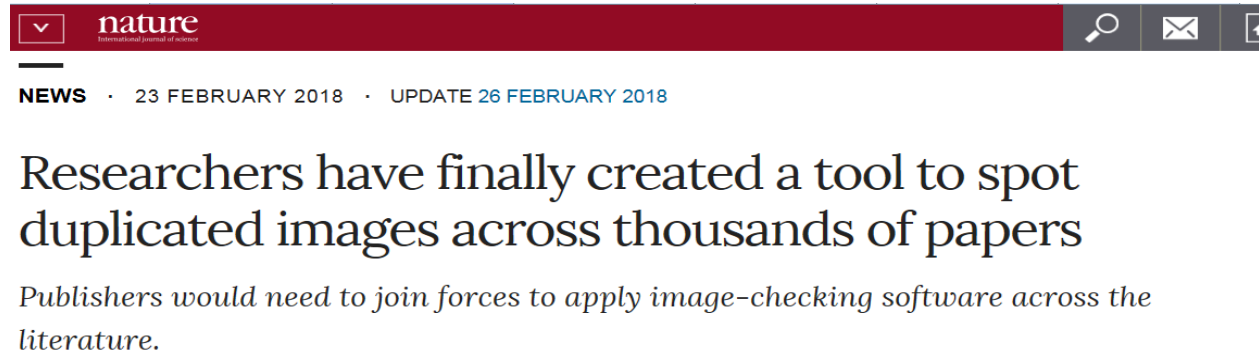 nature
International journal of science
NEWS · 23 FEBRUARY 2018 · UPDATE 26 FEBRUARY 2018
Researchers have finally created a tool to spot
duplicated images across thousands of papers
Publishers would need to join forces to apply image-checking software across the
literature.